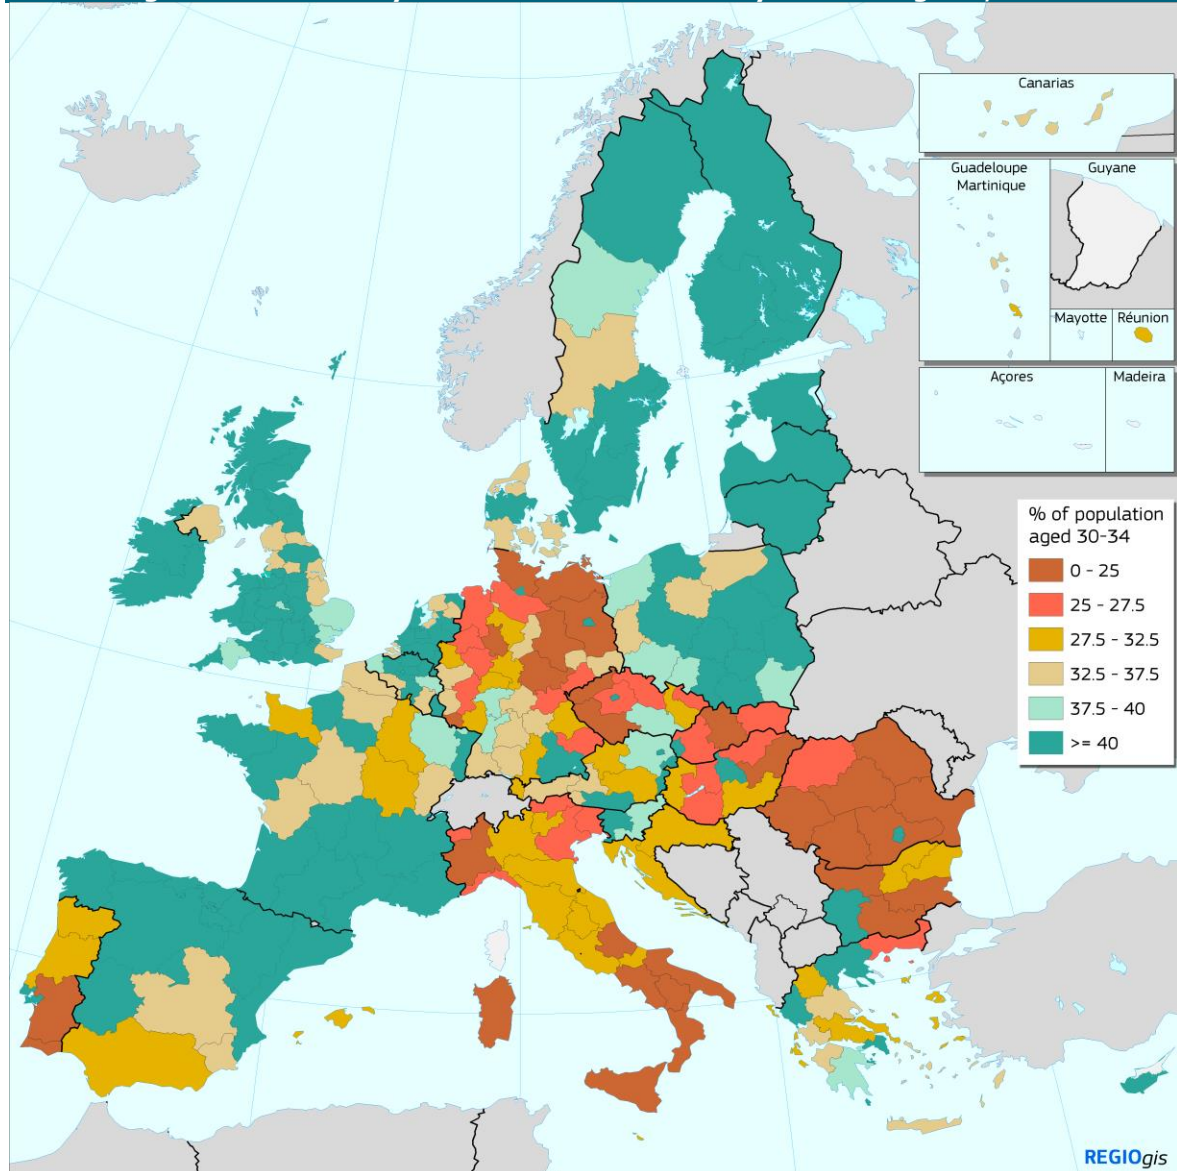 Canarias
Guadeloupe
Martinique
Guyane
Mayotte
Réunion
Açores
Madeira
% of population
aged 30-34
0 - 25
25 - 27.5
27.5 - 32.5
32.5 - 37.5
37.5 - 40
>= 40
REGIOgis